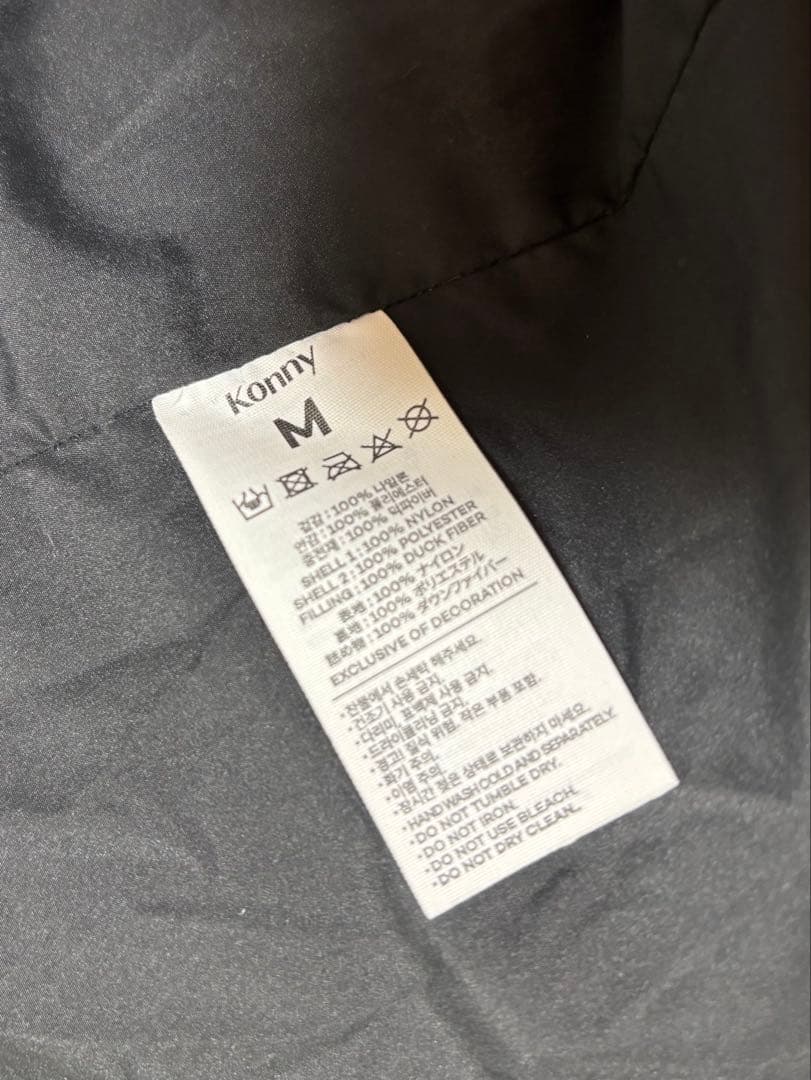 Konny
M
겉감 : 100% 나일론
안감 : 100% 폴리에스터
충전재 : 100% 덕파이버
SHELL 1 : 100% NYLON
SHELL 2 : 100% POLYESTER
FILLING : 100% DUCK FIBER
表地 : 100% ナイロン
裏地 : 100% ポリエステル
詰め物 : 100% ダウンファイバー
EXCLUSIVE OF DECORATION
•찬물에서 손세탁 해주세요.
•건조기 사용 금지.
•다리미, 표백제 사용 금지.
•드라이클리닝 금지.
•경고! 질식 위험. 작은 부품 포함.
•화기 주의.
•이염 주의.
•장시간 젖은 상태로 보관하지 마세요.
•HAND WASH COLD AND SEPARATELY.
•DO NOT TUMBLE DRY.
•DO NOT IRON.
•DO NOT USE BLEACH.
•DO NOT DRY CLEAN.